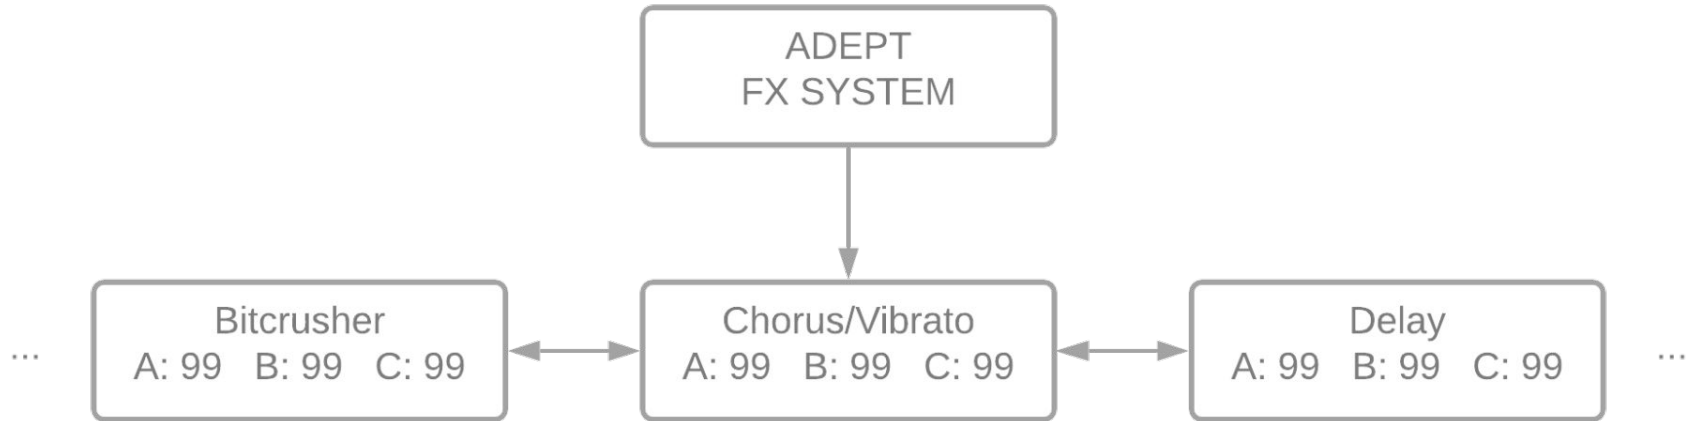 ADEPT
FX SYSTEM
Bitcrusher
A: 99 B: 99 C: 99
Chorus/Vibrato
A: 99 B: 99 C: 99
Delay
A: 99 B: 99 C: 99
...
...